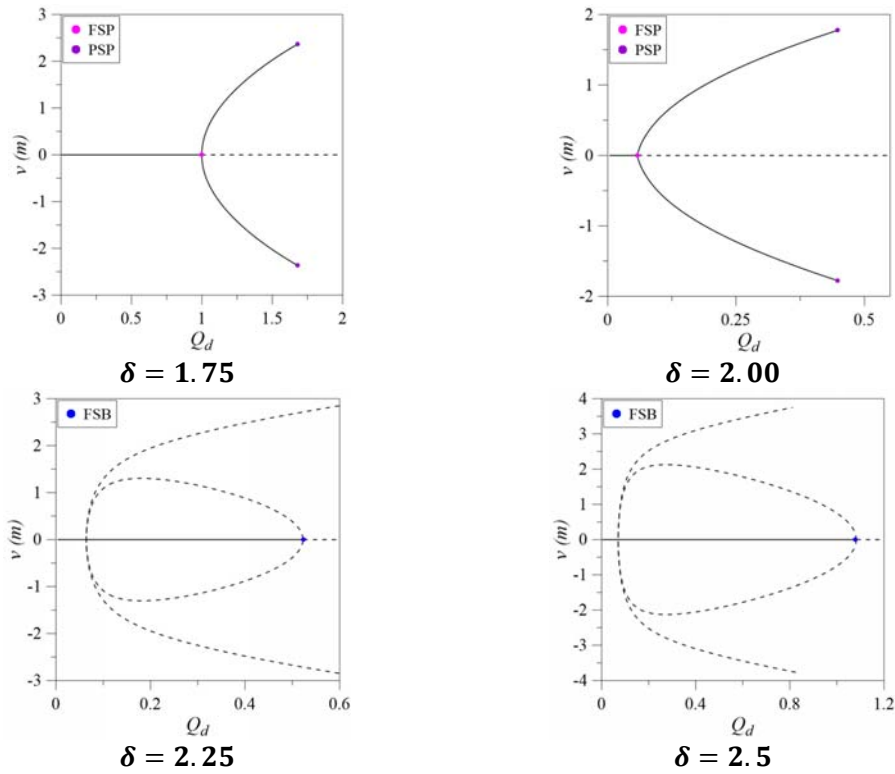 3
FSP
PSP
2
1
0
-1
-2
-3
v (m)
0
0.5
1
1.5
2
Q_d
δ = 1.75
2
FSP
PSP
1
0
-1
-2
v (m)
0
0.25
0.5
Q_d
δ = 2.00
3
FSB
2
1
0
-1
-2
-3
v (m)
0
0.2
0.4
0.6
Q_d
δ = 2.25
4
FSB
3
2
1
0
-1
-2
-3
-4
v (m)
0
0.4
0.8
1.2
Q_d
δ = 2.5